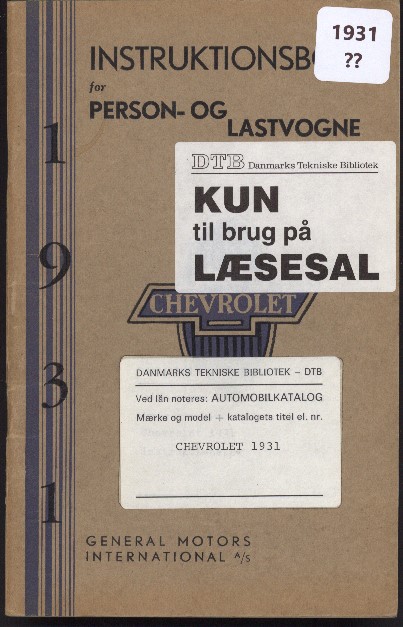 INSTRUKTIONSBO
1931
??
for
PERSON- OG
LASTVOGNE
1
9
3
1
DTB Danmarks Tekniske Bibliotek
KUN
til brug på
LÆSESAL
CHEVROLET
DANMARKS TEKNISKE BIBLIOTEK – DTB
Ved lån noteres: AUTOMOBILKATALOG
Mærke og model + katalogets titel el. nr.
CHEVROLET 1931
GENERAL MOTORS
INTERNATIONAL A/S